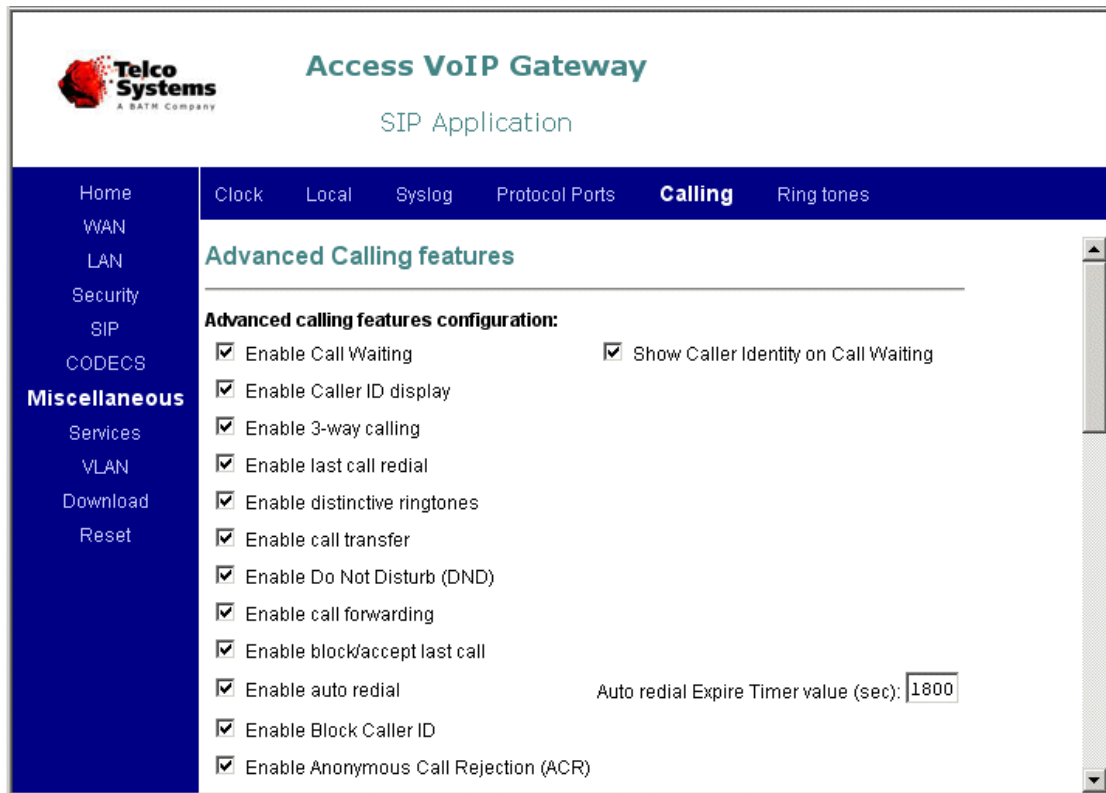 Telco
Systems
A BATM Company
Access VoIP Gateway
SIP Application
Home
WAN
LAN
Security
SIP
CODECS
Miscellaneous
Services
VLAN
Download
Reset
Clock Local Syslog Protocol Ports Calling Ring tones
Advanced Calling features
Advanced calling features configuration:
Enable Call Waiting Show Caller Identity on Call Waiting
Enable Caller ID display
Enable 3-way calling
Enable last call redial
Enable distinctive ringtones
Enable call transfer
Enable Do Not Disturb (DND)
Enable call forwarding
Enable block/accept last call
Enable auto redial Auto redial Expire Timer value (sec): 1800
Enable Block Caller ID
Enable Anonymous Call Rejection (ACR)